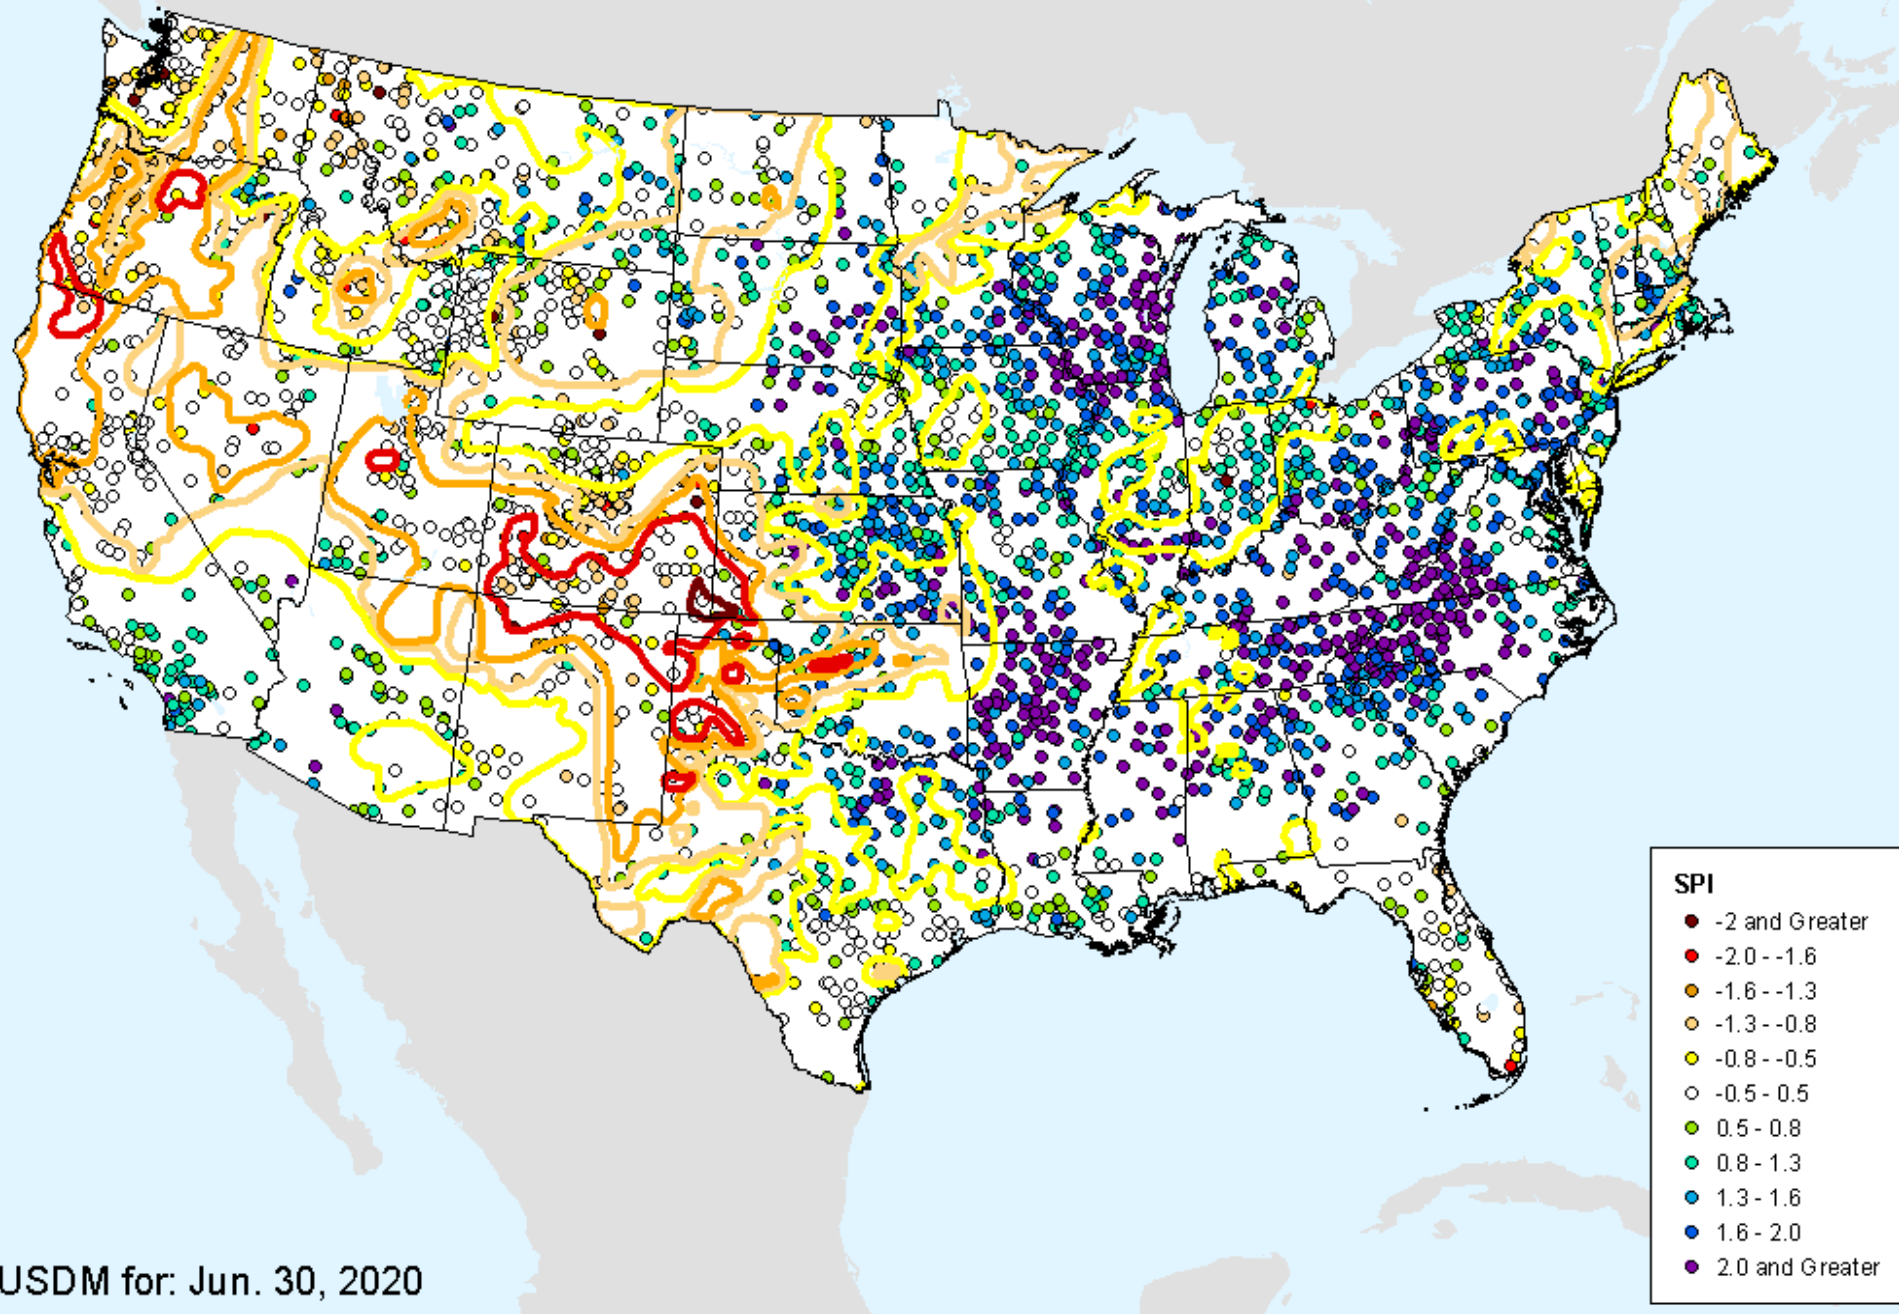 SPI
-2 and Greater
-2.0 - -1.6
-1.6 - -1.3
-1.3 - -0.8
-0.8 - -0.5
-0.5 - 0.5
0.5 - 0.8
0.8 - 1.3
1.3 - 1.6
1.6 - 2.0
2.0 and Greater
USDM for: Jun. 30, 2020